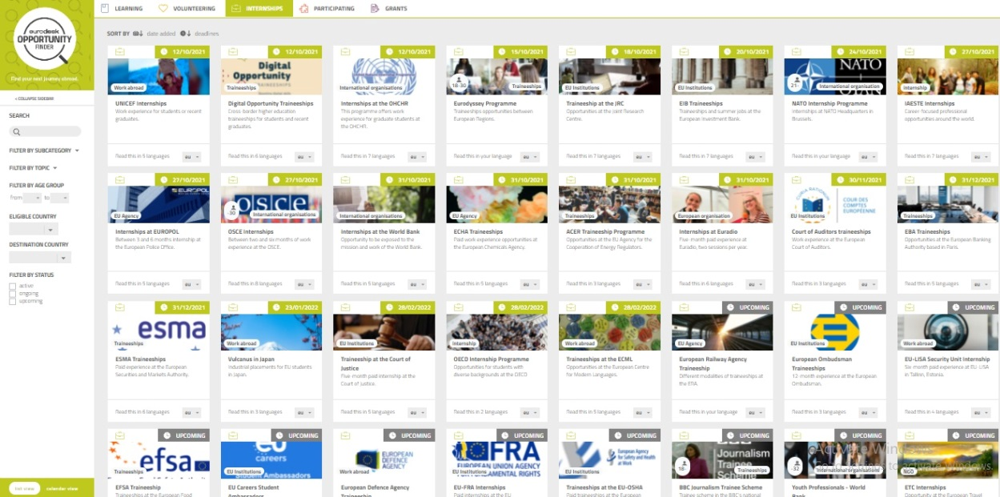 LEARNING
VOLUNTEERING
INTERNSHIPS
PARTICIPATING
GRANTS
eurodesk
OPPORTUNITY
FINDER
Find your next journey abroad.
< COLLAPSE SIDEBAR
SEARCH
FILTER BY SUBCATEGORY
FILTER BY TOPIC
FILTER BY AGE GROUP
from to
ELIGIBLE COUNTRY
DESTINATION COUNTRY
FILTER BY STATUS
active
ongoing
upcoming
list view calendar view
SORT BY date added deadlines
12/10/2021
Work abroad
UNICEF Internships
Work experience for students or recent
graduates.
Read this in 5 languages eu
12/10/2021
Digital
Opportunity
TRAINEESHIPS
Traineeships
Digital Opportunity Traineeships
Cross-border higher education
traineeships for students and recent
graduates.
Read this in 6 languages eu
12/10/2021
International organisations
Internships at the OHCHR
This programme offers work
experience for graduate students at
the OHCHR.
Read this in 7 languages eu
15/10/2021
18-30
Traineeships
Eurodyssey Programme
Traineeships opportunities between
European Regions.
Read this in your language eu
18/10/2021
EU Institutions
Traineeship at the JRC
Opportunities at the Joint Research
Centre.
Read this in 7 languages eu
20/10/2021
EU Institutions
EIB Traineeships
Traineeships and summer jobs at the
European Investment Bank.
Read this in 7 languages eu
24/10/2021
NATO
OTAN
21-
International organisation
NATO Internship Programme
Internships at NATO Headquarters in
Brussels.
Read this in your language eu
27/10/2021
Internship
IAESTE Internships
Career-focused professional
opportunities around the world.
Read this in 7 languages eu
27/10/2021
EUROPOL
EU Agency
Internships at EUROPOL
Between 3 and 6 months internship at
the European Police Office.
Read this in 5 languages eu
27/10/2021
osce
30
International organisations
OSCE Internships
Between two and six months of work
experience at the OSCE.
Read this in 8 languages eu
31/10/2021
International organisations
Internships at the World Bank
Opportunity to be exposed to the
mission and work of the World Bank.
Read this in 5 languages eu
31/10/2021
EU Agency
ECHA Traineeships
Paid work experience opportunities at
the European Chemicals Agency.
Read this in 5 languages eu
31/10/2021
Traineeships
ACER Traineeship Programme
Opportunities at the EU Agency for the
Cooperation of Energy Regulators.
Read this in 3 languages eu
31/10/2021
European organisation
Internships at Euradio
Five-month paid experience at
Euradio, two sessions per year.
Read this in 6 languages eu
30/11/2021
COUR DES
COMPTES
EUROPÉENNE
EU Institutions
Court of Auditors traineeships
Work experience at the European
Court of Auditors.
Read this in 3 languages eu
31/12/2021
Traineeships
EBA Traineeships
Opportunities at the European Banking
Authority based in Paris.
Read this in 5 languages eu
31/12/2021
esma
Traineeships
ESMA Traineeships
Paid experience at the European
Securities and Markets Authority.
Read this in 6 languages eu
23/01/2022
Work abroad
Vulcanus in Japan
Industrial placements for EU students
in Japan.
Read this in 3 languages eu
28/02/2022
EU Institutions
Traineeship at the Court of
Justice
Five-month paid internship at the
Court of Justice.
Read this in 5 languages eu
28/02/2022
Internship
OECD Internship Programme
Opportunities for students with
diverse backgrounds at the OECD
Read this in 2 languages eu
28/02/2022
Work abroad
Traineeships at the ECML
Opportunities at the European Centre
for Modern Languages.
Read this in 5 languages eu
UPCOMING
EU Agency
European Railway Agency
Traineeship
Different modalities of traineeships at
the ERA.
Read this in your language eu
UPCOMING
EU Institutions
European Ombudsman
Traineeships
12-month experience at the European
Ombudsman.
Read this in 3 languages eu
UPCOMING
Work abroad
EU-LISA Security Unit Internship
Six-month paid experience at EU-LISA
in Tallinn, Estonia.
Read this in 4 languages eu
UPCOMING
efsa
Traineeships
EFSA Traineeship
Traineeships at the European Food
UPCOMING
eu
careers
Ambassadors
EU Institutions
EU Careers Student
Ambassadors
UPCOMING
EUROPEAN
DEFENCE
AGENCY
Work abroad
European Defence Agency
Traineeship
UPCOMING
FRA
EUROPEAN UNION AGENCY
FUNDAMENTAL RIGHTS
EU Institutions
EU-FRA Internships
Paid internships at the EU
UPCOMING
European Agency
for Safety and Health
at Work
EU Institutions
Traineeships at the EU-OSHA
Paid traineeships at the European
UPCOMING
Journalism
Trainee
Scheme
18-
Traineeships
BBC Journalism Trainee Scheme
Trainee scheme in the BBC's national
UPCOMING
-32
International organisations
Youth Professionals - World
Bank
UPCOMING
NGO
ETC Internships
Opportunity at the European Travel
Activate Windows
to activate Windows.